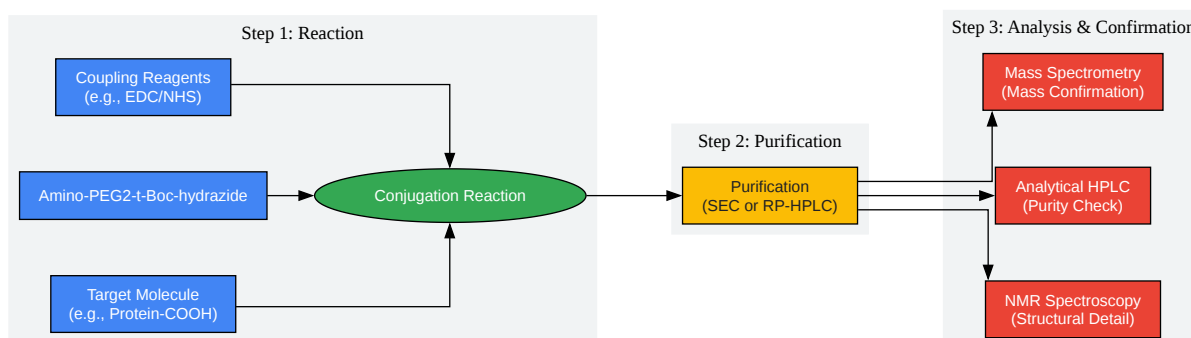 Step 1: Reaction
Coupling Reagents
(e.g., EDC/NHS)
Amino-PEG2-t-Boc-hydrazide
Conjugation Reaction
Target Molecule
(e.g., Protein-COOH)
Step 2: Purification
Purification
(SEC or RP-HPLC)
Step 3: Analysis & Confirmation
Mass Spectrometry
(Mass Confirmation)
Analytical HPLC
(Purity Check)
NMR Spectroscopy
(Structural Detail)